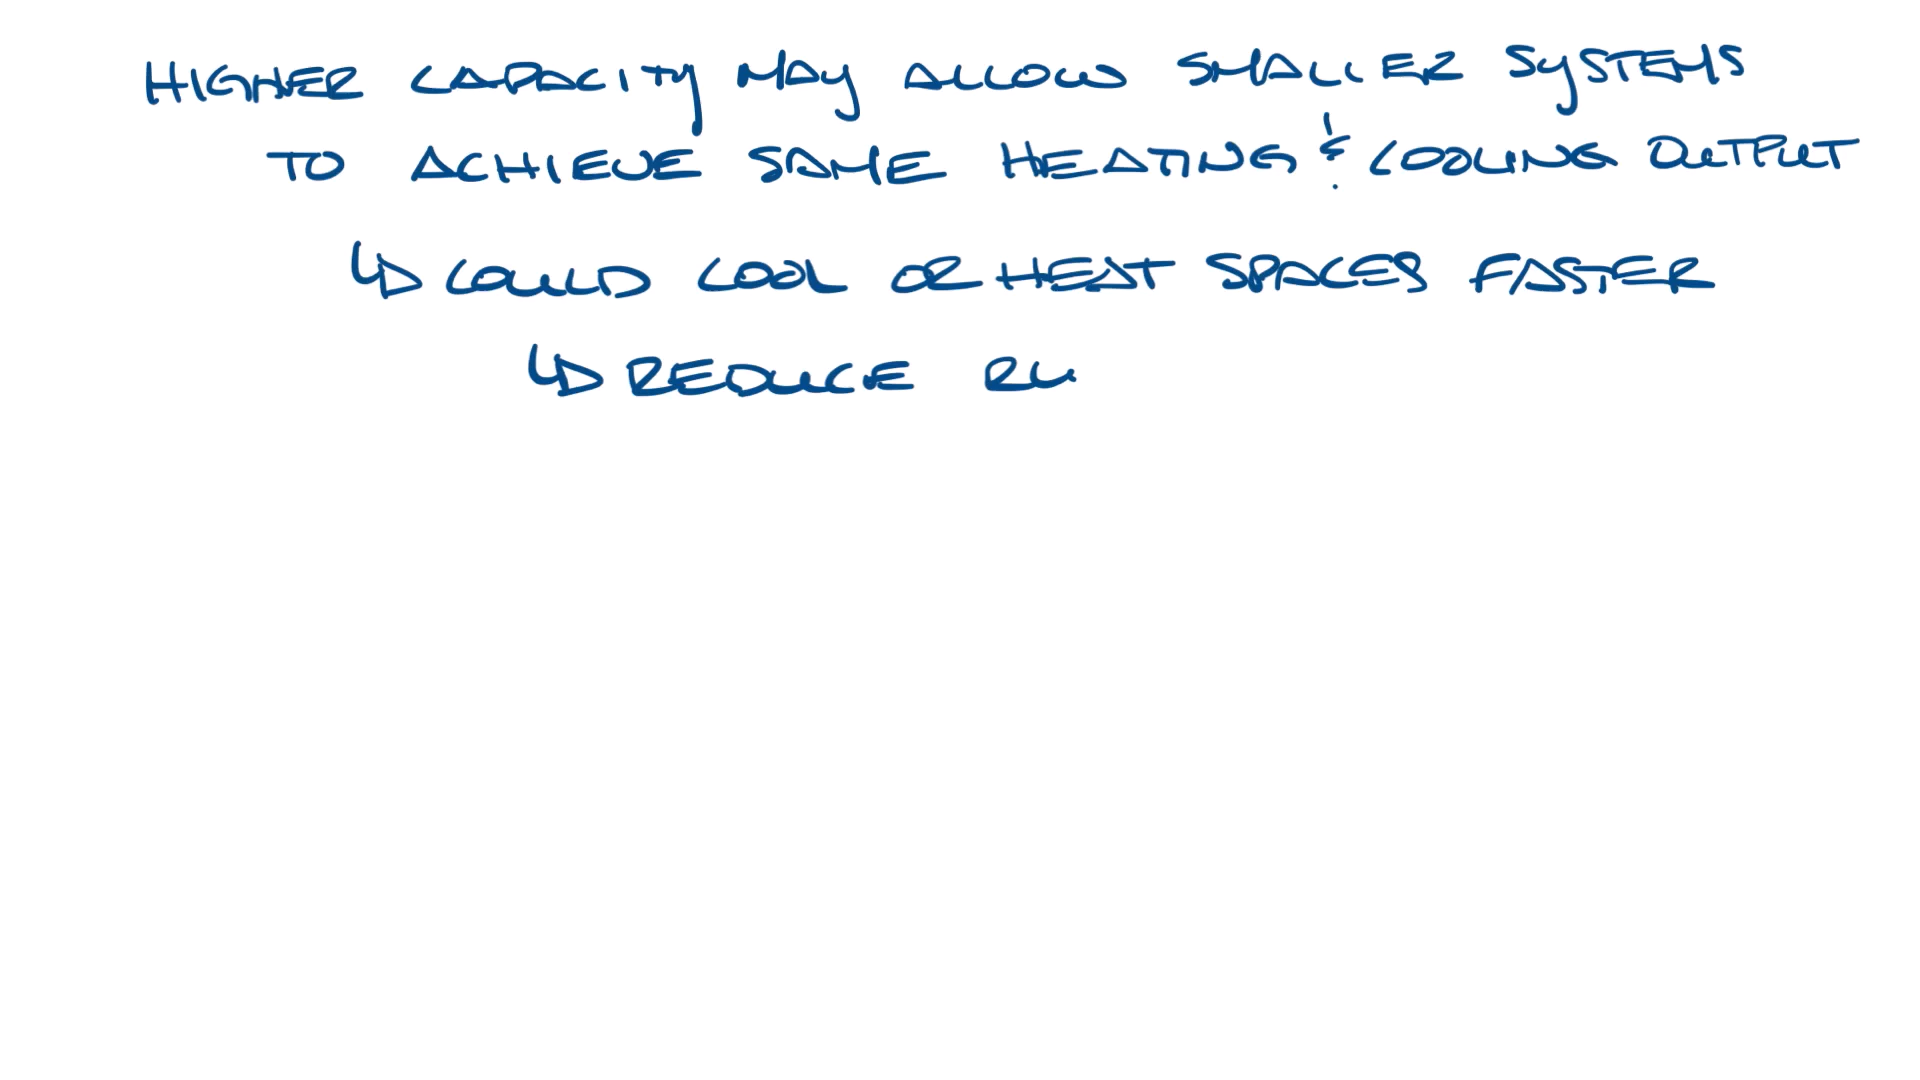 HIGHER CAPACITY MAY ALLOW SMALLER SYSTEMS
TO ACHIEVE SAME HEATING & COOLING OUTPUT
↳ COULD COOL OR HEAT SPACES FASTER
↳ REDUCE RU